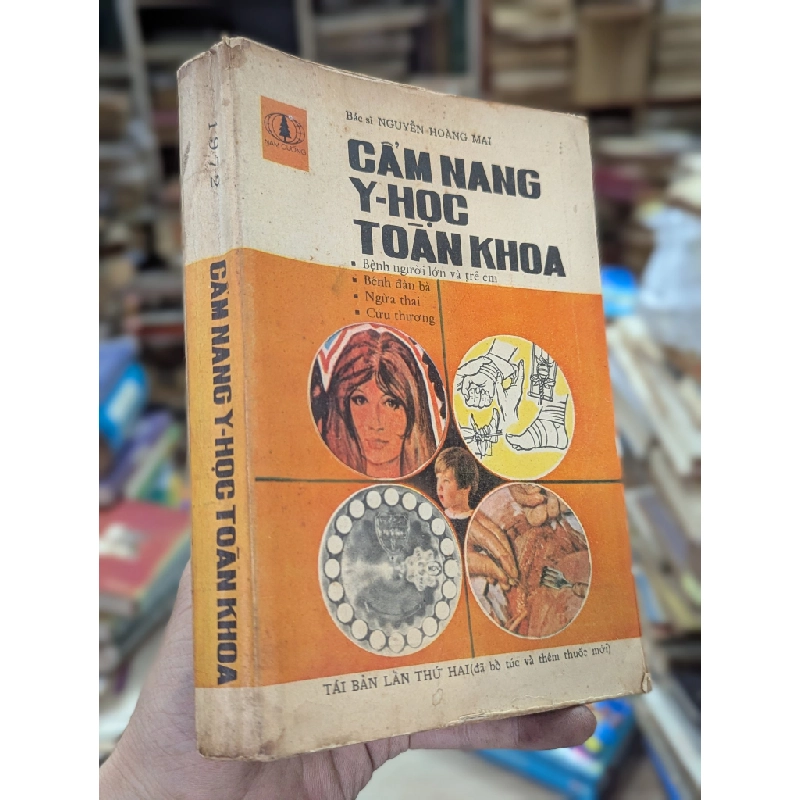 Bác sĩ NGUYỄN-HOÀNG MAI
NAM CƯỜNG
CẨM NANG
Y-HỌC
TOÀN KHOA
▪ Bệnh người lớn và trẻ em
▪ Bệnh đàn bà
▪ Ngừa thai
▪ Cứu thương
TÁI BẢN LẦN THỨ HAI (đã bổ túc và thêm thuốc mới)
1972
CẨM NANG Y-HỌC TOÀN KHOA